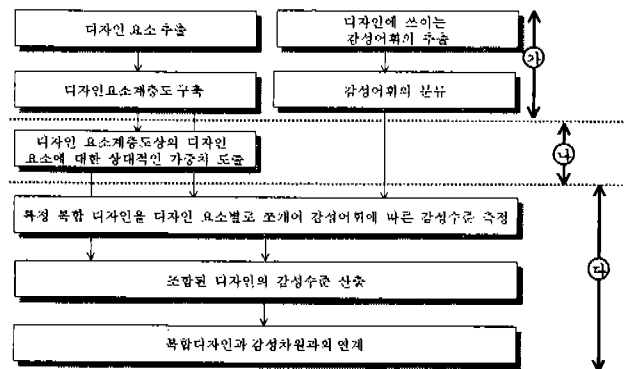 디자인 요소 추출
디자인에 쓰이는
감성어휘의 추출
가
디자인요소계층도 구축
감성어휘의 분류
디자인 요소계층도상의 디자인
요소에 대한 상대적인 가중치 도출
나
특정 복합 디자인을 디자인 요소별로 쪼개어 감성어휘에 따른 감성수준 측정
조합된 디자인의 감성수준 산출
다
복합디자인과 감성차원과의 연계